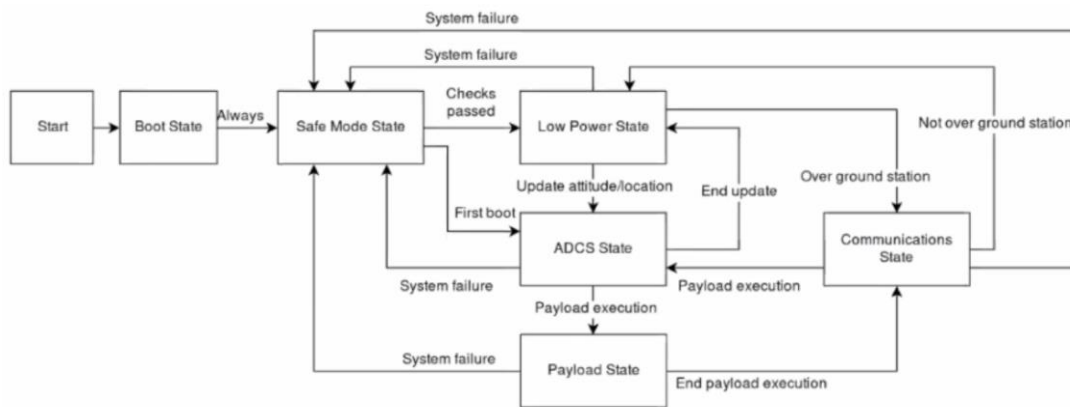 System failure
System failure
Start
Boot State
Always
Safe Mode State
Checks
passed
Low Power State
Not over ground station
Update attitude/location
End update
Over ground station
First boot
ADCS State
Communications
State
System failure
Payload execution
Payload execution
System failure
Payload State
End payload execution